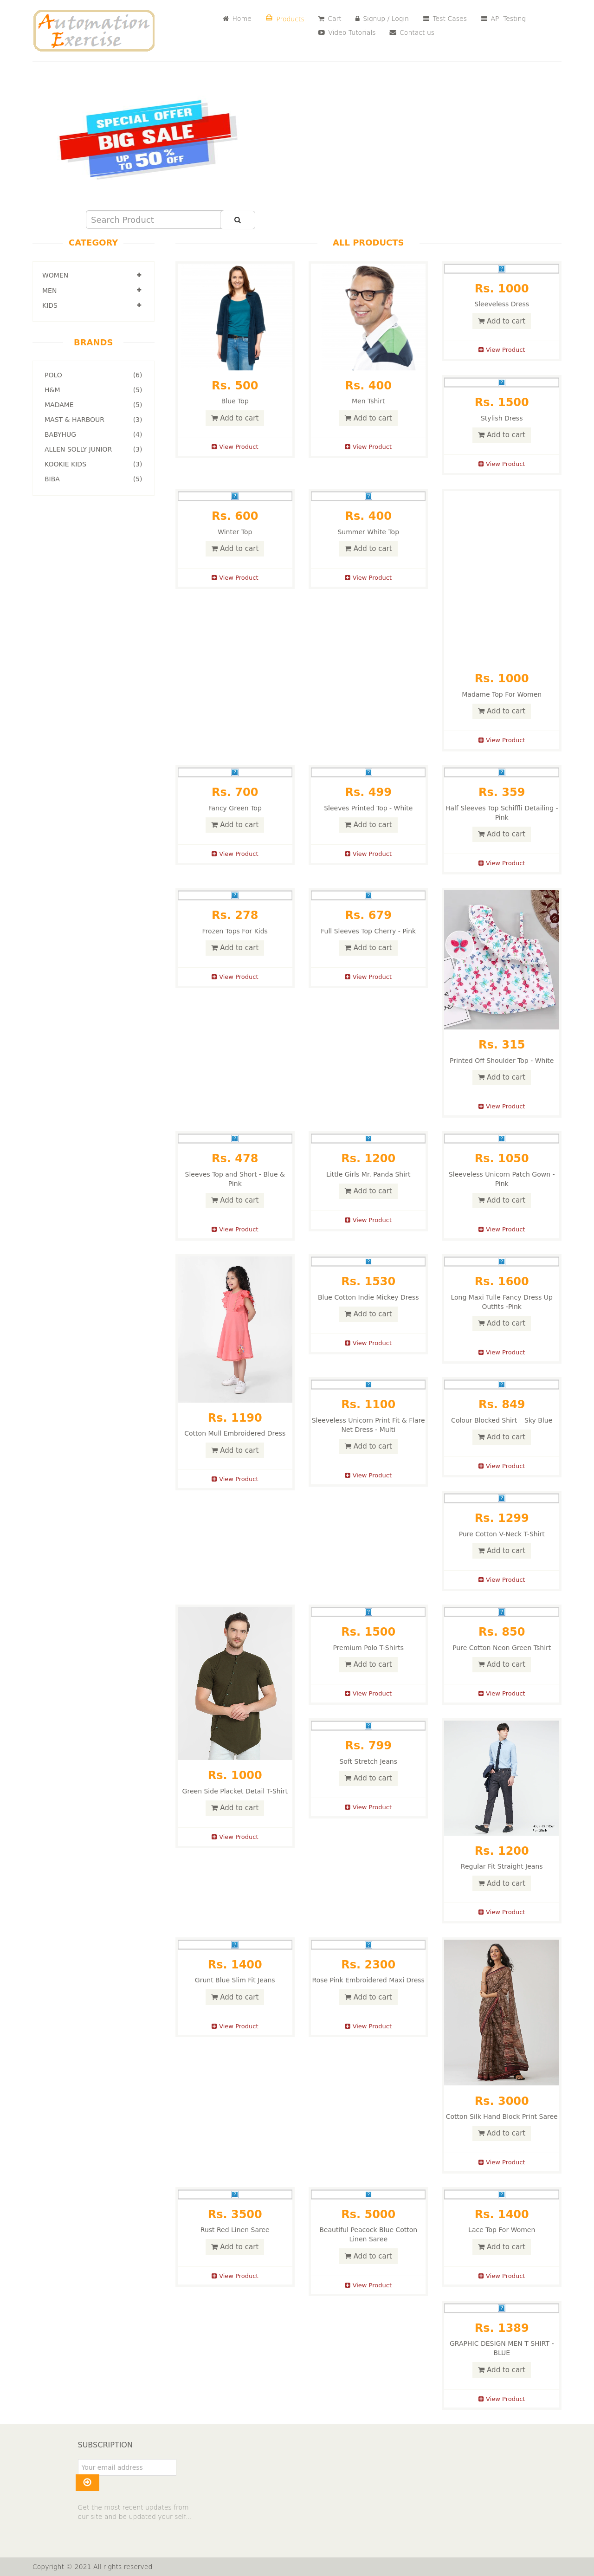 Automation
Exercise
Home
Products
Cart
Signup / Login
Test Cases
API Testing
Video Tutorials
Contact us
SPECIAL OFFER
BIG SALE
UP TO 50% OFF
Search Product
CATEGORY
WOMEN
MEN
KIDS
BRANDS
POLO (6)
H&M (5)
MADAME (5)
MAST & HARBOUR (3)
BABYHUG (4)
ALLEN SOLLY JUNIOR (3)
KOOKIE KIDS (3)
BIBA (5)
ALL PRODUCTS
Rs. 500
Blue Top
Add to cart
View Product
Rs. 400
Men Tshirt
Add to cart
View Product
Rs. 1000
Sleeveless Dress
Add to cart
View Product
Rs. 1500
Stylish Dress
Add to cart
View Product
Rs. 600
Winter Top
Add to cart
View Product
Rs. 400
Summer White Top
Add to cart
View Product
Rs. 1000
Madame Top For Women
Add to cart
View Product
Rs. 700
Fancy Green Top
Add to cart
View Product
Rs. 499
Sleeves Printed Top - White
Add to cart
View Product
Rs. 359
Half Sleeves Top Schiffli Detailing -
Pink
Add to cart
View Product
Rs. 278
Frozen Tops For Kids
Add to cart
View Product
Rs. 679
Full Sleeves Top Cherry - Pink
Add to cart
View Product
Rs. 315
Printed Off Shoulder Top - White
Add to cart
View Product
Rs. 478
Sleeves Top and Short - Blue &
Pink
Add to cart
View Product
Rs. 1200
Little Girls Mr. Panda Shirt
Add to cart
View Product
Rs. 1050
Sleeveless Unicorn Patch Gown -
Pink
Add to cart
View Product
Rs. 1190
Cotton Mull Embroidered Dress
Add to cart
View Product
Rs. 1530
Blue Cotton Indie Mickey Dress
Add to cart
View Product
Rs. 1600
Long Maxi Tulle Fancy Dress Up
Outfits -Pink
Add to cart
View Product
Rs. 1100
Sleeveless Unicorn Print Fit & Flare
Net Dress - Multi
Add to cart
View Product
Rs. 849
Colour Blocked Shirt – Sky Blue
Add to cart
View Product
Rs. 1299
Pure Cotton V-Neck T-Shirt
Add to cart
View Product
Rs. 1000
Green Side Placket Detail T-Shirt
Add to cart
View Product
Rs. 1500
Premium Polo T-Shirts
Add to cart
View Product
Rs. 850
Pure Cotton Neon Green Tshirt
Add to cart
View Product
Rs. 799
Soft Stretch Jeans
Add to cart
View Product
Rs. 1200
Regular Fit Straight Jeans
Add to cart
View Product
Rs. 1400
Grunt Blue Slim Fit Jeans
Add to cart
View Product
Rs. 2300
Rose Pink Embroidered Maxi Dress
Add to cart
View Product
Rs. 3000
Cotton Silk Hand Block Print Saree
Add to cart
View Product
Rs. 3500
Rust Red Linen Saree
Add to cart
View Product
Rs. 5000
Beautiful Peacock Blue Cotton
Linen Saree
Add to cart
View Product
Rs. 1400
Lace Top For Women
Add to cart
View Product
Rs. 1389
GRAPHIC DESIGN MEN T SHIRT -
BLUE
Add to cart
View Product
SUBSCRIPTION
Your email address
Get the most recent updates from
our site and be updated your self...
Copyright © 2021 All rights reserved